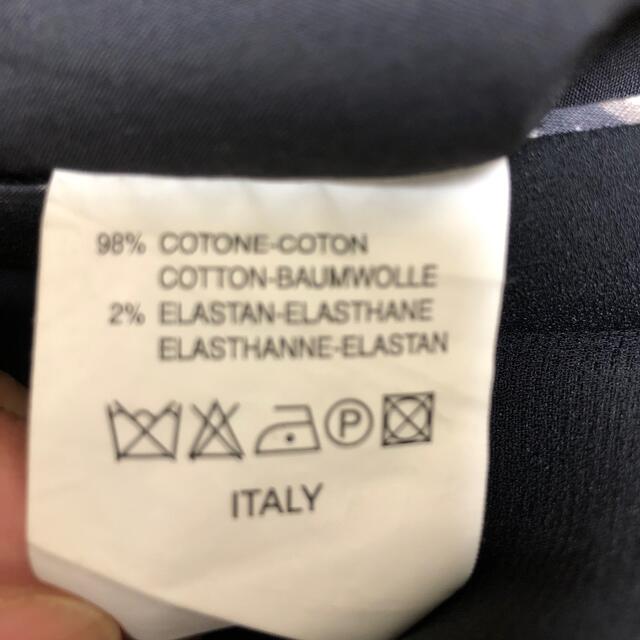 98% COTONE-COTON
COTTON-BAUMWOLLE
2% ELASTAN-ELASTHANE
ELASTHANNE-ELASTAN
P
ITALY